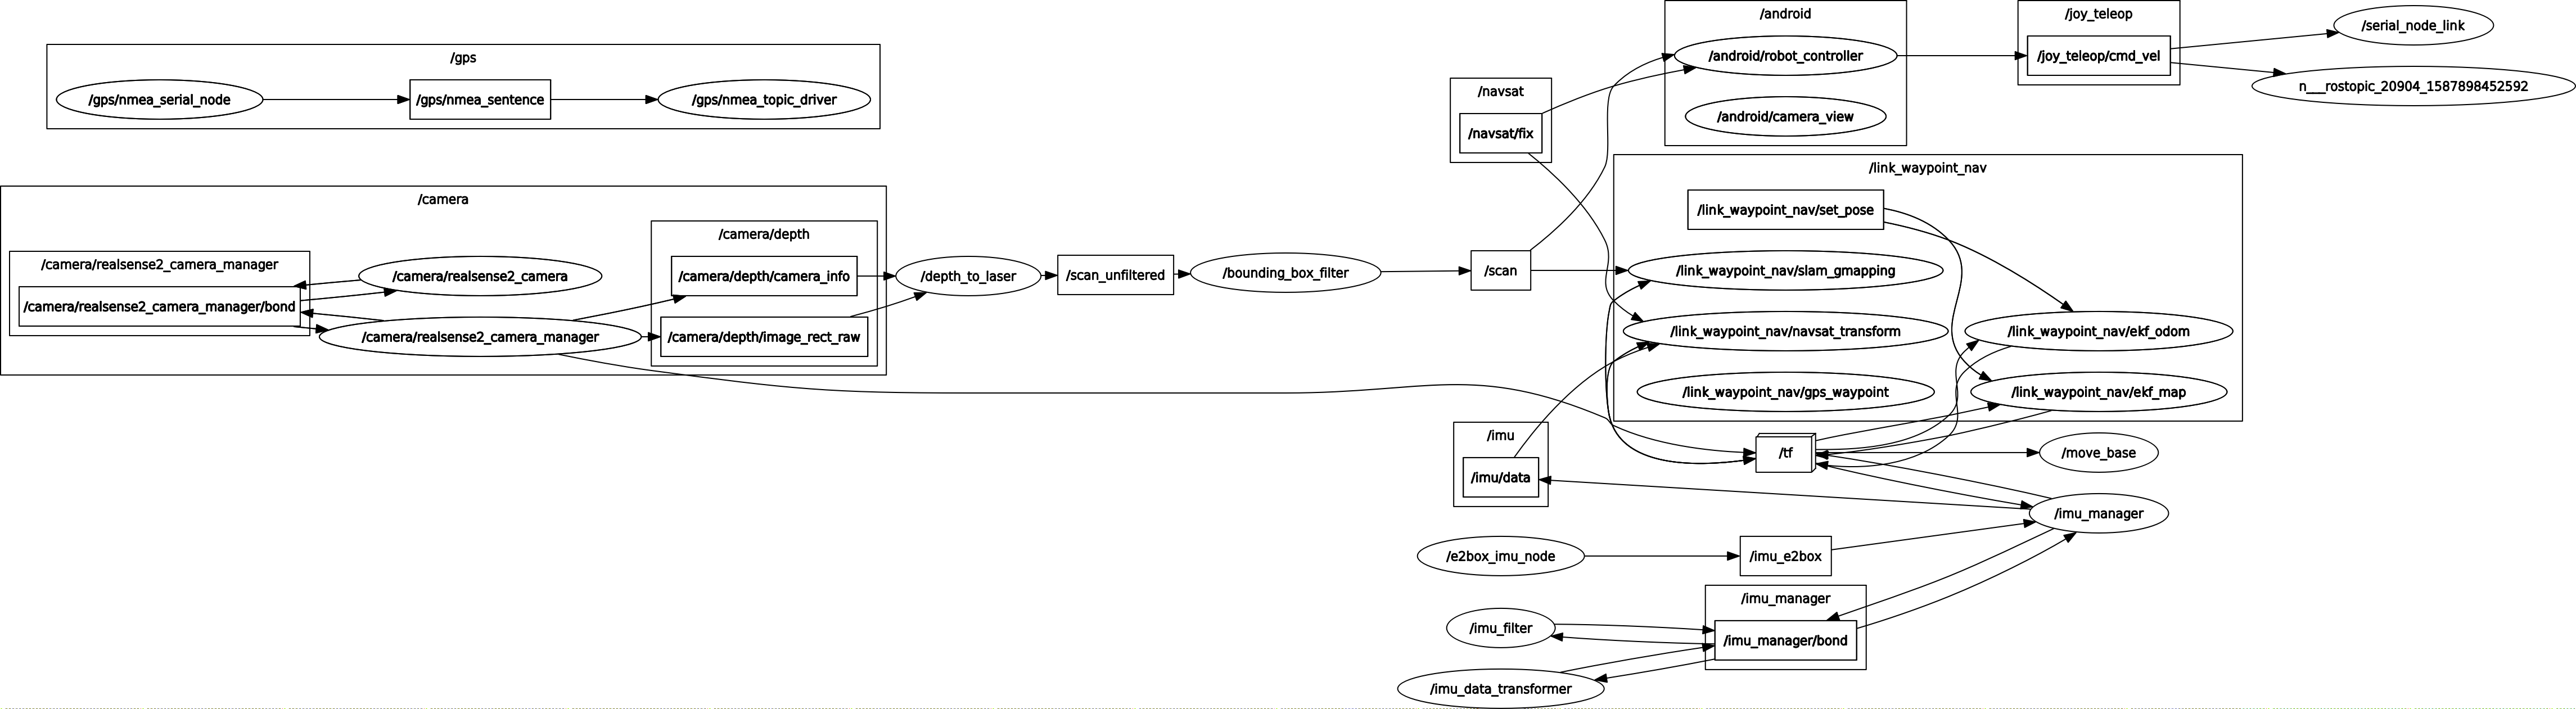 /gps
/gps/nmea_serial_node
/gps/nmea_sentence
/gps/nmea_topic_driver
/camera
/camera/realsense2_camera_manager
/camera/realsense2_camera_manager/bond
/camera/realsense2_camera
/camera/realsense2_camera_manager
/camera/depth
/camera/depth/camera_info
/camera/depth/image_rect_raw
/depth_to_laser
/scan_unfiltered
/bounding_box_filter
/navsat
/navsat/fix
/scan
/imu
/imu/data
/e2box_imu_node
/imu_filter
/imu_data_transformer
/android
/android/robot_controller
/android/camera_view
/link_waypoint_nav
/link_waypoint_nav/set_pose
/link_waypoint_nav/slam_gmapping
/link_waypoint_nav/navsat_transform
/link_waypoint_nav/gps_waypoint
/link_waypoint_nav/ekf_odom
/link_waypoint_nav/ekf_map
/tf
/imu_e2box
/imu_manager
/imu_manager/bond
/joy_teleop
/joy_teleop/cmd_vel
/move_base
/imu_manager
/serial_node_link
n___rostopic_20904_1587898452592